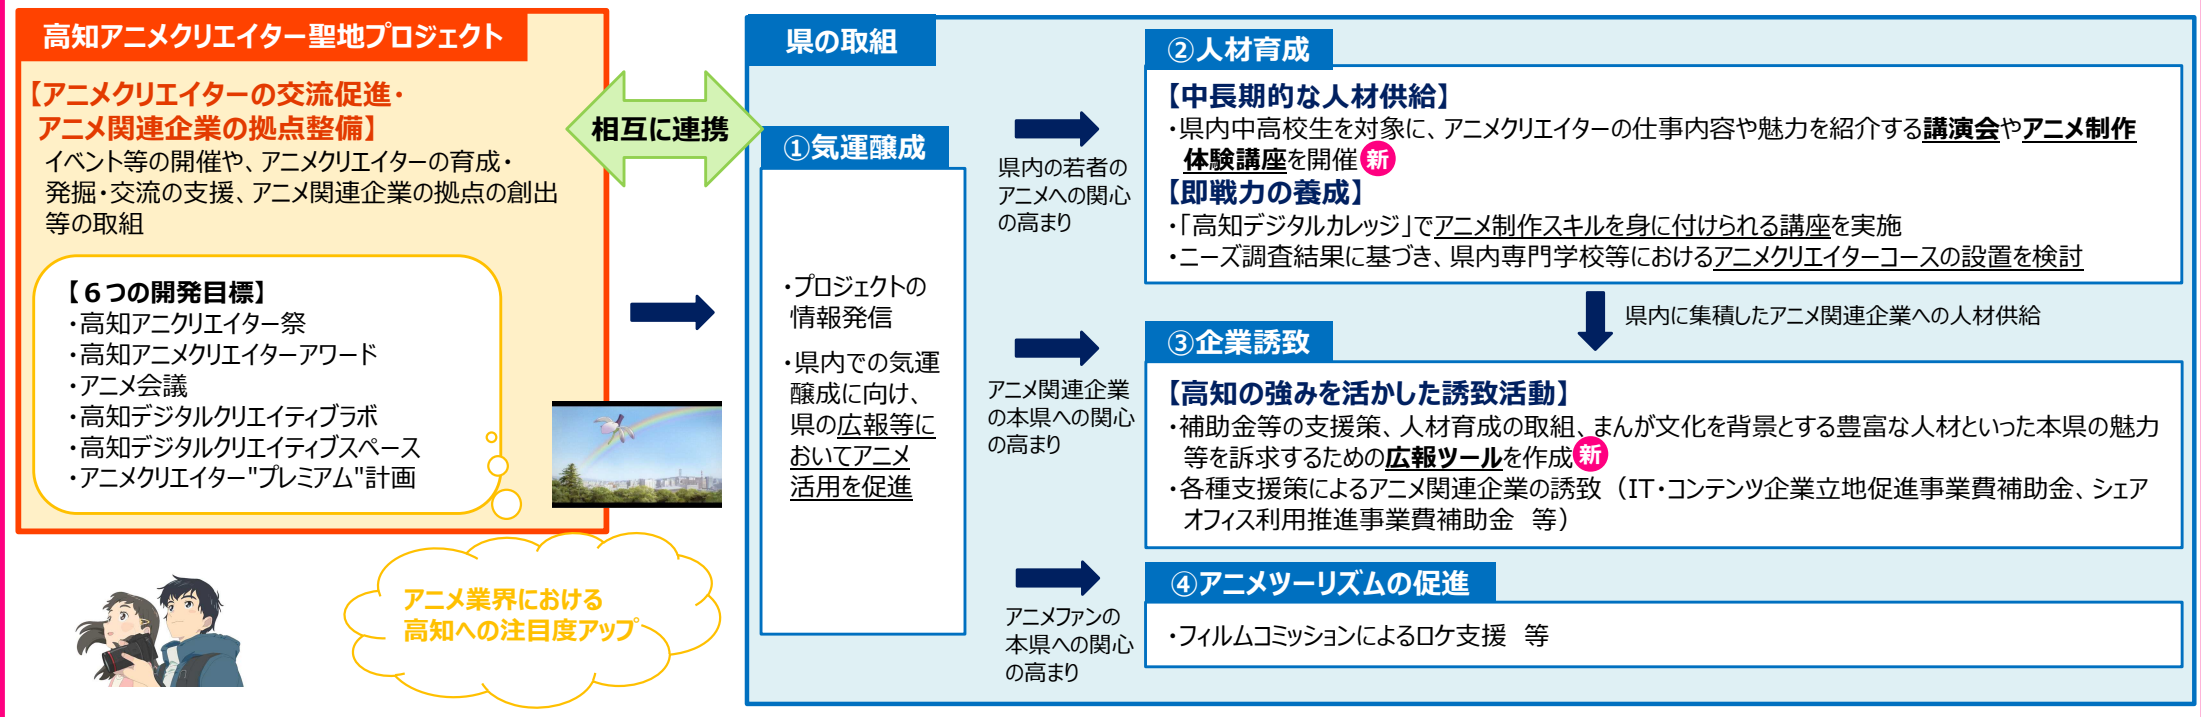 高知アニメクリエイター聖地プロジェクト
【アニメクリエイターの交流促進・
アニメ関連企業の拠点整備】
イベント等の開催や、アニメクリエイターの育成・
発掘・交流の支援、アニメ関連企業の拠点の創出
等の取組
【６つの開発目標】
・高知アニクリエイター祭
・高知アニメクリエイターアワード
・アニメ会議
・高知デジタルクリエイティブラボ
・高知デジタルクリエイティブスペース
・アニメクリエイター"プレミアム"計画
アニメ業界における
高知への注目度アップ
相互に連携
県の取組
①気運醸成
・プロジェクトの
情報発信
・県内での気運
醸成に向け、
県の広報等に
おいてアニメ
活用を促進
県内の若者の
アニメへの関心
の高まり
アニメ関連企業
の本県への関心
の高まり
アニメファンの
本県への関心
の高まり
②人材育成
【中長期的な人材供給】
・県内中高校生を対象に、アニメクリエイターの仕事内容や魅力を紹介する講演会やアニメ制作
体験講座を開催 新
【即戦力の養成】
・「高知デジタルカレッジ」でアニメ制作スキルを身に付けられる講座を実施
・ニーズ調査結果に基づき、県内専門学校等におけるアニメクリエイターコースの設置を検討
県内に集積したアニメ関連企業への人材供給
③企業誘致
【高知の強みを活かした誘致活動】
・補助金等の支援策、人材育成の取組、まんが文化を背景とする豊富な人材といった本県の魅力
等を訴求するための広報ツールを作成 新
・各種支援策によるアニメ関連企業の誘致（IT・コンテンツ企業立地促進事業費補助金、シェア
オフィス利用推進事業費補助金　等）
④アニメツーリズムの促進
・フィルムコミッションによるロケ支援　等